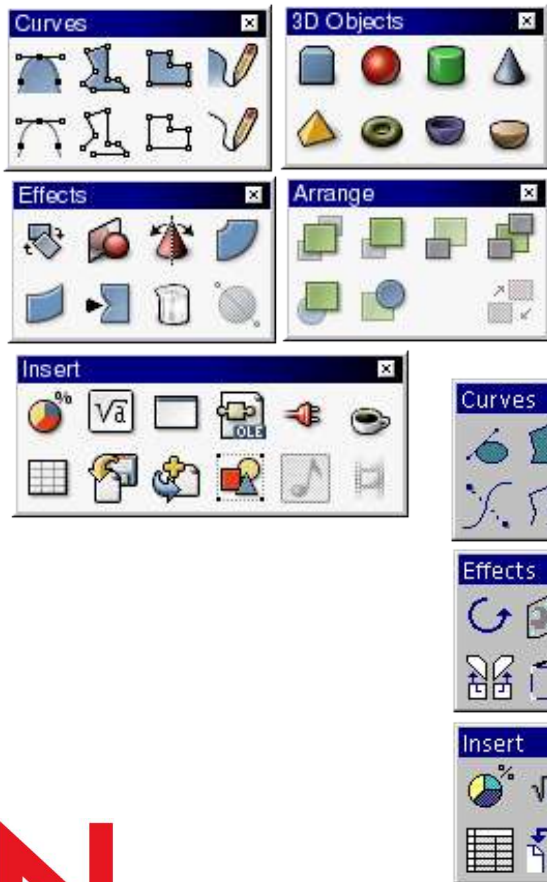 Curves
3D Objects
Effects
Arrange
Insert
%
√a
OLE
Curves
Effects
Insert
%